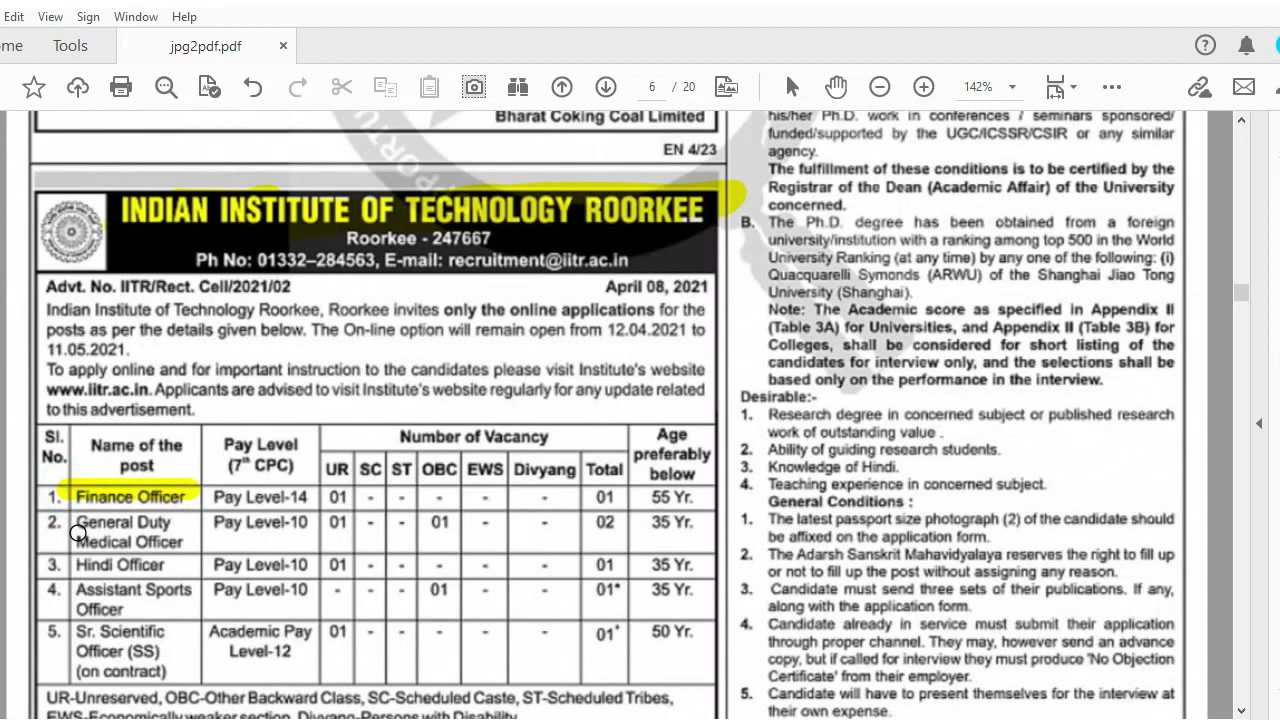 Edit View Sign Window Help
ome Tools jpg2pdf.pdf ×
6 / 20 142%
Bharat Coking Coal Limited
EN 4/23
INDIAN INSTITUTE OF TECHNOLOGY ROORKEE
Roorkee - 247667
Ph No: 01332–284563, E-mail: recruitment@iitr.ac.in
Advt. No. IITR/Rect. Cell/2021/02 April 08, 2021
Indian Institute of Technology Roorkee, Roorkee invites only the online applications for the
posts as per the details given below. The On-line option will remain open from 12.04.2021 to
11.05.2021.
To apply online and for important instruction to the candidates please visit Institute's website
www.iitr.ac.in. Applicants are advised to visit Institute's website regularly for any update related
to this advertisement.
Sl. No. Name of the post Pay Level (7th CPC) Number of Vacancy Age preferably below
UR SC ST OBC EWS Divyang Total
1. Finance Officer Pay Level-14 01 - - - - - 01 55 Yr.
2. General Duty Pay Level-10 01 - - 01 - - 02 35 Yr.
Medical Officer
3. Hindi Officer Pay Level-10 01 - - - - - 01 35 Yr.
4. Assistant Sports Pay Level-10 - - - 01 - - 01* 35 Yr.
Officer
5. Sr. Scientific Academic Pay 01 - - - - - 01+ 50 Yr.
Officer (SS) Level-12
(on contract)
UR-Unreserved, OBC-Other Backward Class, SC-Scheduled Caste, ST-Scheduled Tribes,
EWS-Economically weaker section, Divyang-Persons with Disability
his/her Ph.D. work in conferences / seminars sponsored/
funded/supported by the UGC/ICSSR/CSIR or any similar
agency.
The fulfillment of these conditions is to be certified by the
Registrar of the Dean (Academic Affair) of the University
concerned.
B. The Ph.D. degree has been obtained from a foreign
university/institution with a ranking among top 500 in the World
University Ranking (at any time) by any one of the following: (i)
Quacquarelli Symonds (ARWU) of the Shanghai Jiao Tong
University (Shanghai).
Note: The Academic score as specified in Appendix II
(Table 3A) for Universities, and Appendix II (Table 3B) for
Colleges, shall be considered for short listing of the
candidates for interview only, and the selections shall be
based only on the performance in the interview.
Desirable:-
1. Research degree in concerned subject or published research
work of outstanding value .
2. Ability of guiding research students.
3. Knowledge of Hindi.
4. Teaching experience in concerned subject.
General Conditions :
1. The latest passport size photograph (2) of the candidate should
be affixed on the application form.
2. The Adarsh Sanskrit Mahavidyalaya reserves the right to fill up
or not to fill up the post without assigning any reason.
3. Candidate must send three sets of their publications. If any,
along with the application form.
4. Candidate already in service must submit their application
through proper channel. They may, however send an advance
copy, but if called for interview they must produce 'No Objection
Certificate' from their employer.
5. Candidate will have to present themselves for the interview at
their own expense.